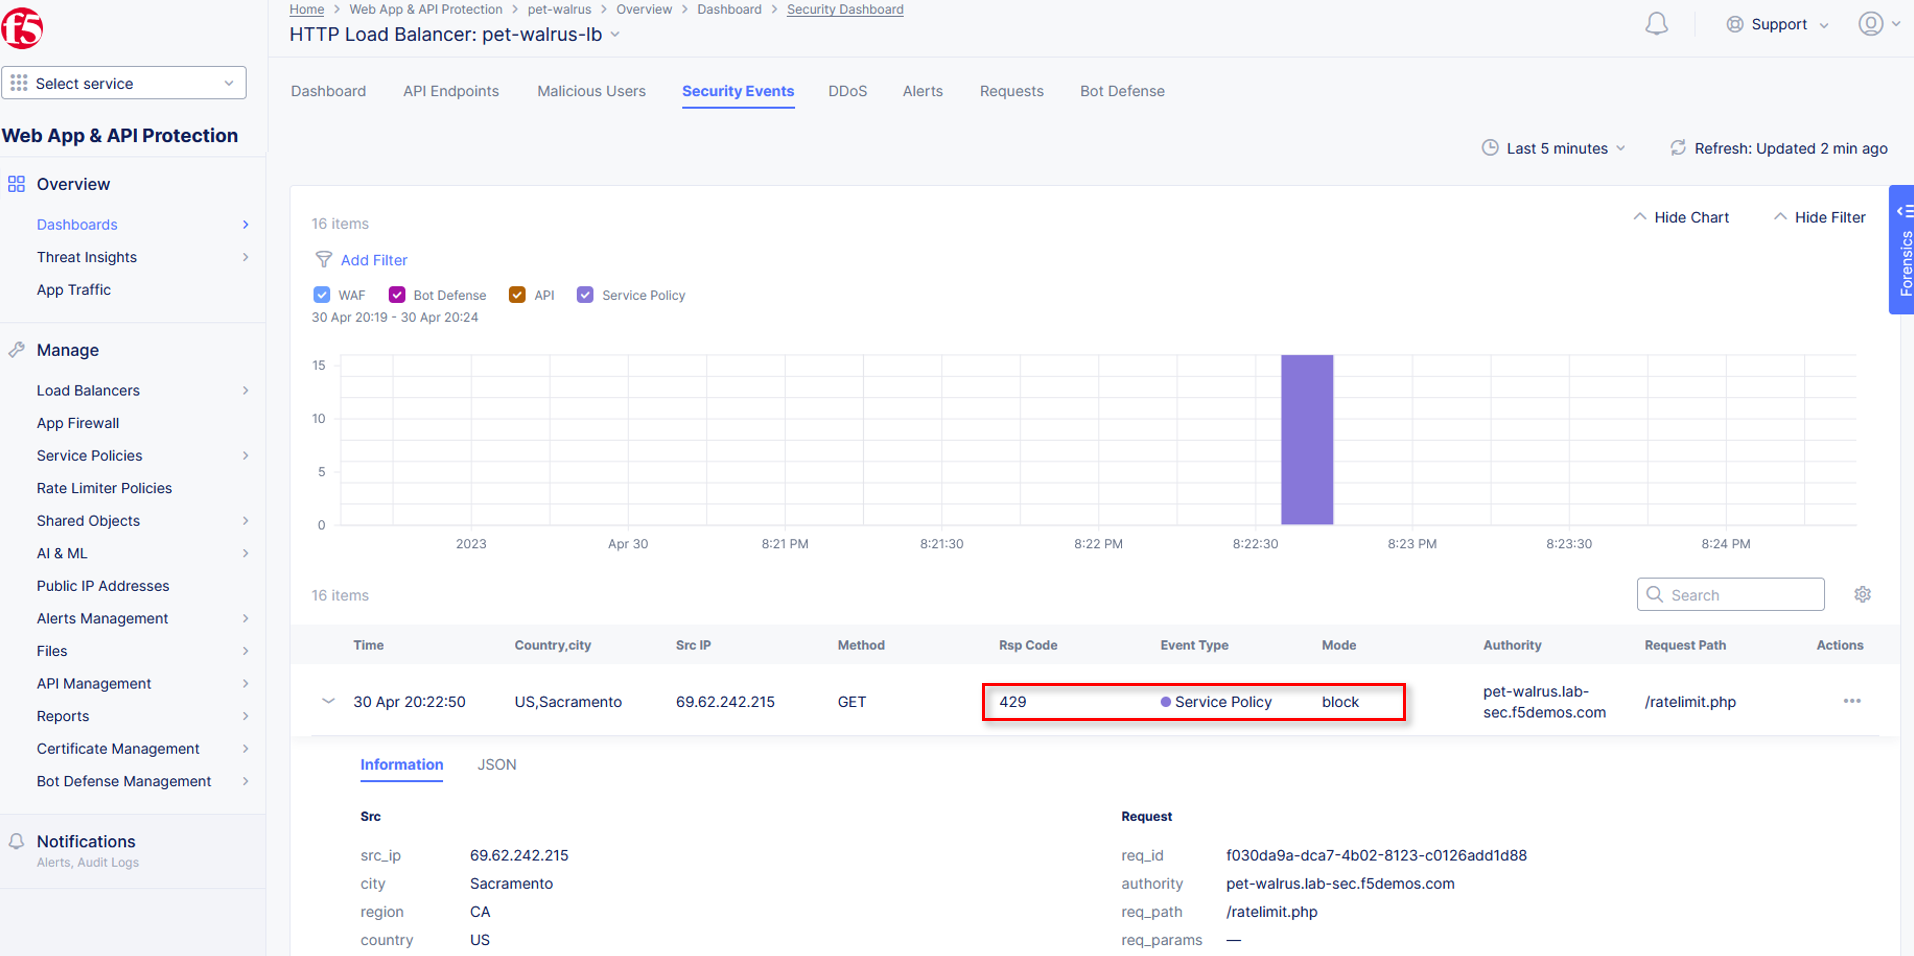 f5
Home > Web App & API Protection > pet-walrus > Overview > Dashboard > Security Dashboard
HTTP Load Balancer: pet-walrus-lb
Support
Select service
Dashboard API Endpoints Malicious Users Security Events DDoS Alerts Requests Bot Defense
Web App & API Protection
Last 5 minutes Refresh: Updated 2 min ago
Overview
Dashboards
Threat Insights
App Traffic
Manage
Load Balancers
App Firewall
Service Policies
Rate Limiter Policies
Shared Objects
AI & ML
Public IP Addresses
Alerts Management
Files
API Management
Reports
Certificate Management
Bot Defense Management
Notifications
Alerts, Audit Logs
16 items
Hide Chart Hide Filter
Forensics
Add Filter
WAF Bot Defense API Service Policy
30 Apr 20:19 - 30 Apr 20:24
15
10
5
0
2023 Apr 30 8:21 PM 8:21:30 8:22 PM 8:22:30 8:23 PM 8:23:30 8:24 PM
16 items
Search
Time Country,city Src IP Method Rsp Code Event Type Mode Authority Request Path Actions
30 Apr 20:22:50 US,Sacramento 69.62.242.215 GET 429 Service Policy block pet-walrus.lab-
sec.f5demos.com /ratelimit.php
Information JSON
Src
src_ip 69.62.242.215
city Sacramento
region CA
country US
Request
req_id f030da9a-dca7-4b02-8123-c0126add1d88
authority pet-walrus.lab-sec.f5demos.com
req_path /ratelimit.php
req_params —